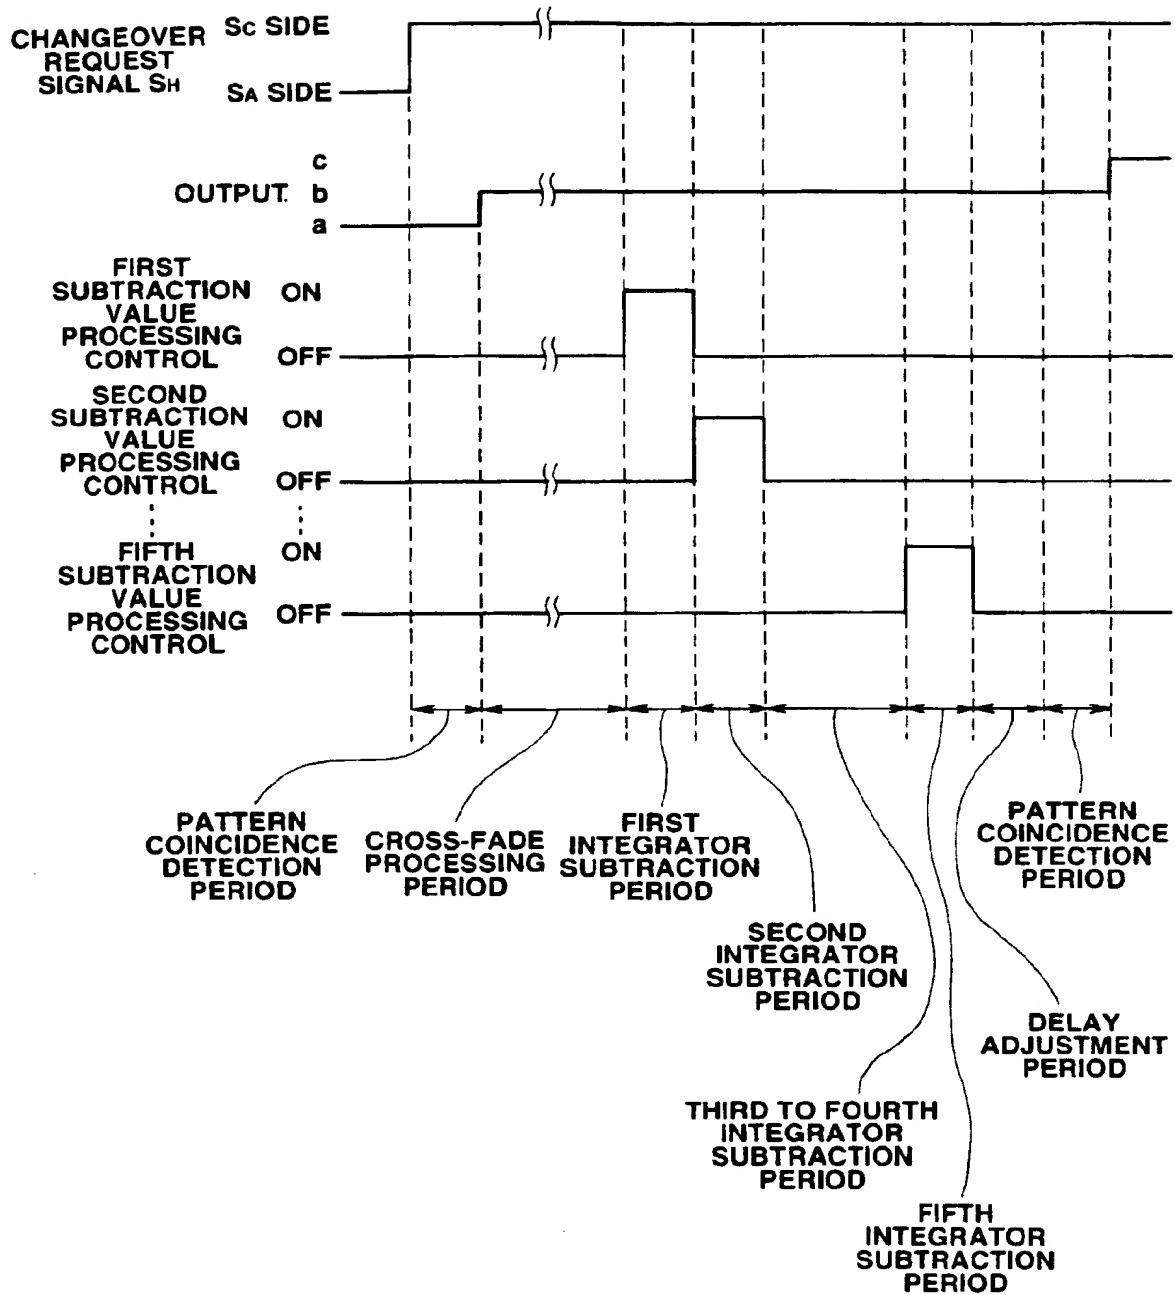 CHANGEOVER
REQUEST
SIGNAL SH
SC SIDE
SA SIDE
OUTPUT.
c
b
a
FIRST
SUBTRACTION
VALUE
PROCESSING
CONTROL
ON
OFF
SECOND
SUBTRACTION
VALUE
PROCESSING
CONTROL
ON
OFF
FIFTH
SUBTRACTION
VALUE
PROCESSING
CONTROL
ON
OFF
PATTERN
COINCIDENCE
DETECTION
PERIOD
CROSS-FADE
PROCESSING
PERIOD
FIRST
INTEGRATOR
SUBTRACTION
PERIOD
SECOND
INTEGRATOR
SUBTRACTION
PERIOD
THIRD TO FOURTH
INTEGRATOR
SUBTRACTION
PERIOD
FIFTH
INTEGRATOR
SUBTRACTION
PERIOD
DELAY
ADJUSTMENT
PERIOD
PATTERN
COINCIDENCE
DETECTION
PERIOD